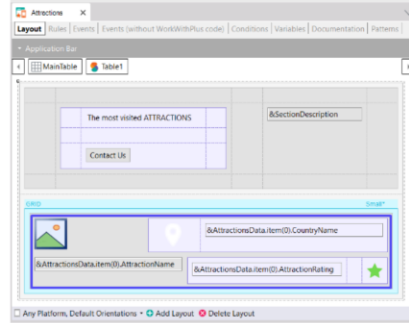 Attractions ×
Layout | Rules | Events | Events (without WorkWithPlus code) | Conditions | Variables | Documentation | Patterns
Application Bar
MainTable Table1
The most visited ATTRACTIONS
&SectionDescription
Contact Us
GRID Small*
&AttractionsData.item(0).CountryName
&AttractionsData.item(0).AttractionName
&AttractionsData.item(0).AttractionRating
Any Platform, Default Orientations Add Layout Delete Layout